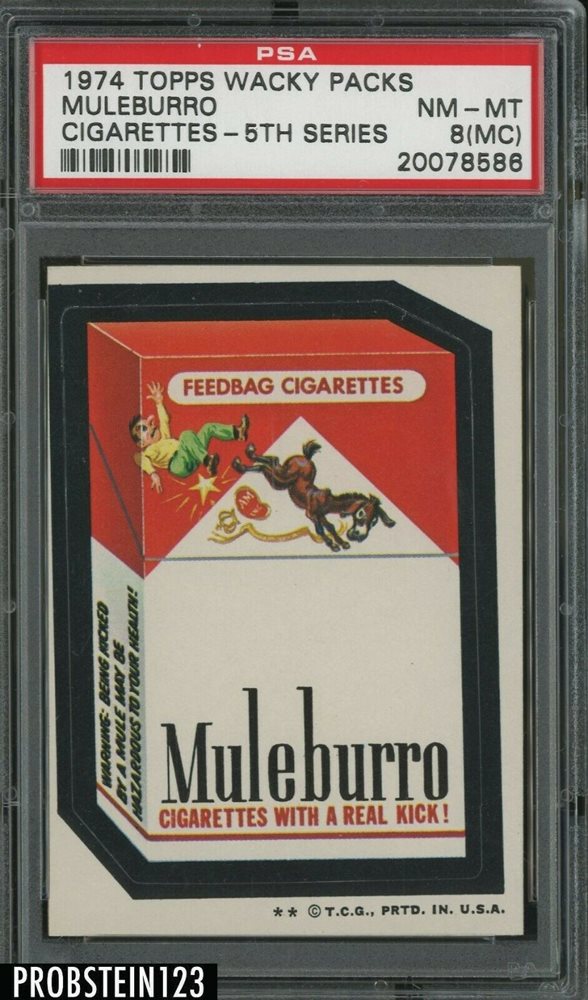 PSA
1974 TOPPS WACKY PACKS
MULEBURRO NM-MT
CIGARETTES-5TH SERIES 8(MC)
20078586
FEEDBAG CIGARETTES
AM
WARNING: BEING KICKED
BY A MULE MAY BE
HAZARDOUS TO YOUR HEALTH!
Muleburro
CIGARETTES WITH A REAL KICK!
** ©T.C.G., PRTD. IN. U.S.A.
PROBSTEIN123